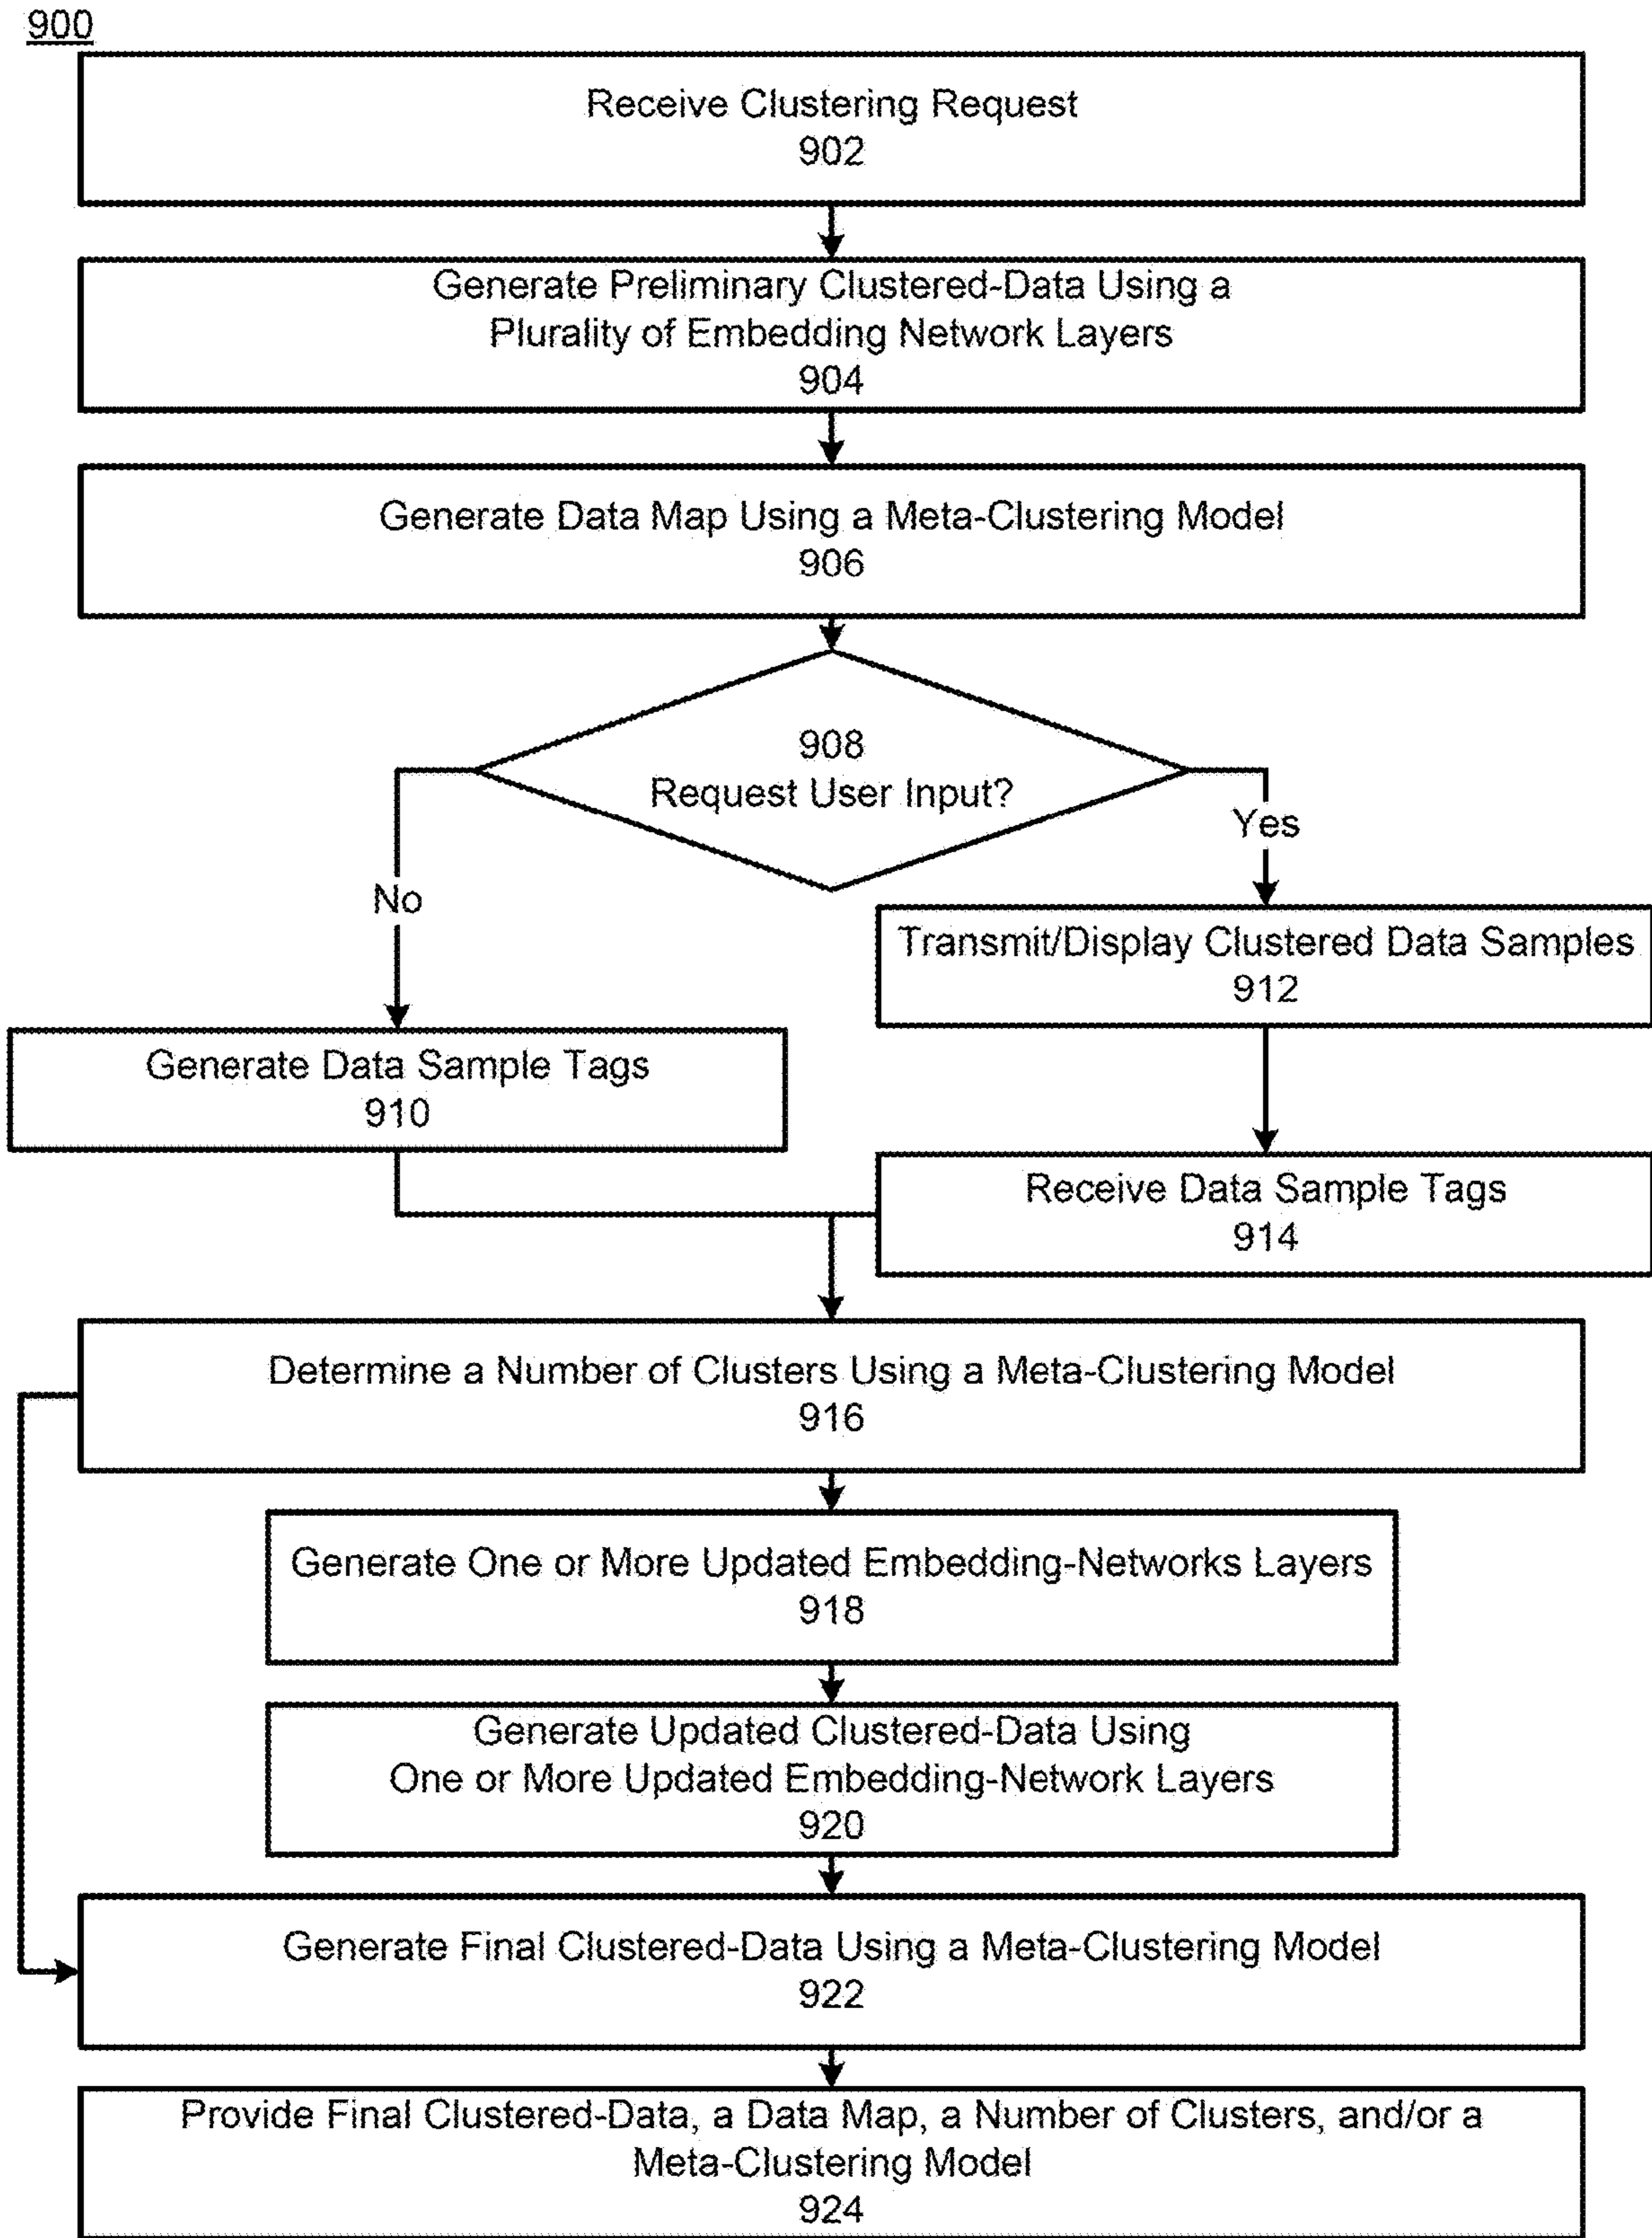 900
Receive Clustering Request
902
Generate Preliminary Clustered-Data Using a
Plurality of Embedding Network Layers
904
Generate Data Map Using a Meta-Clustering Model
906
908
Request User Input?
Yes
No
Transmit/Display Clustered Data Samples
912
Generate Data Sample Tags
910
Receive Data Sample Tags
914
Determine a Number of Clusters Using a Meta-Clustering Model
916
Generate One or More Updated Embedding-Networks Layers
918
Generate Updated Clustered-Data Using
One or More Updated Embedding-Network Layers
920
Generate Final Clustered-Data Using a Meta-Clustering Model
922
Provide Final Clustered-Data, a Data Map, a Number of Clusters, and/or a
Meta-Clustering Model
924